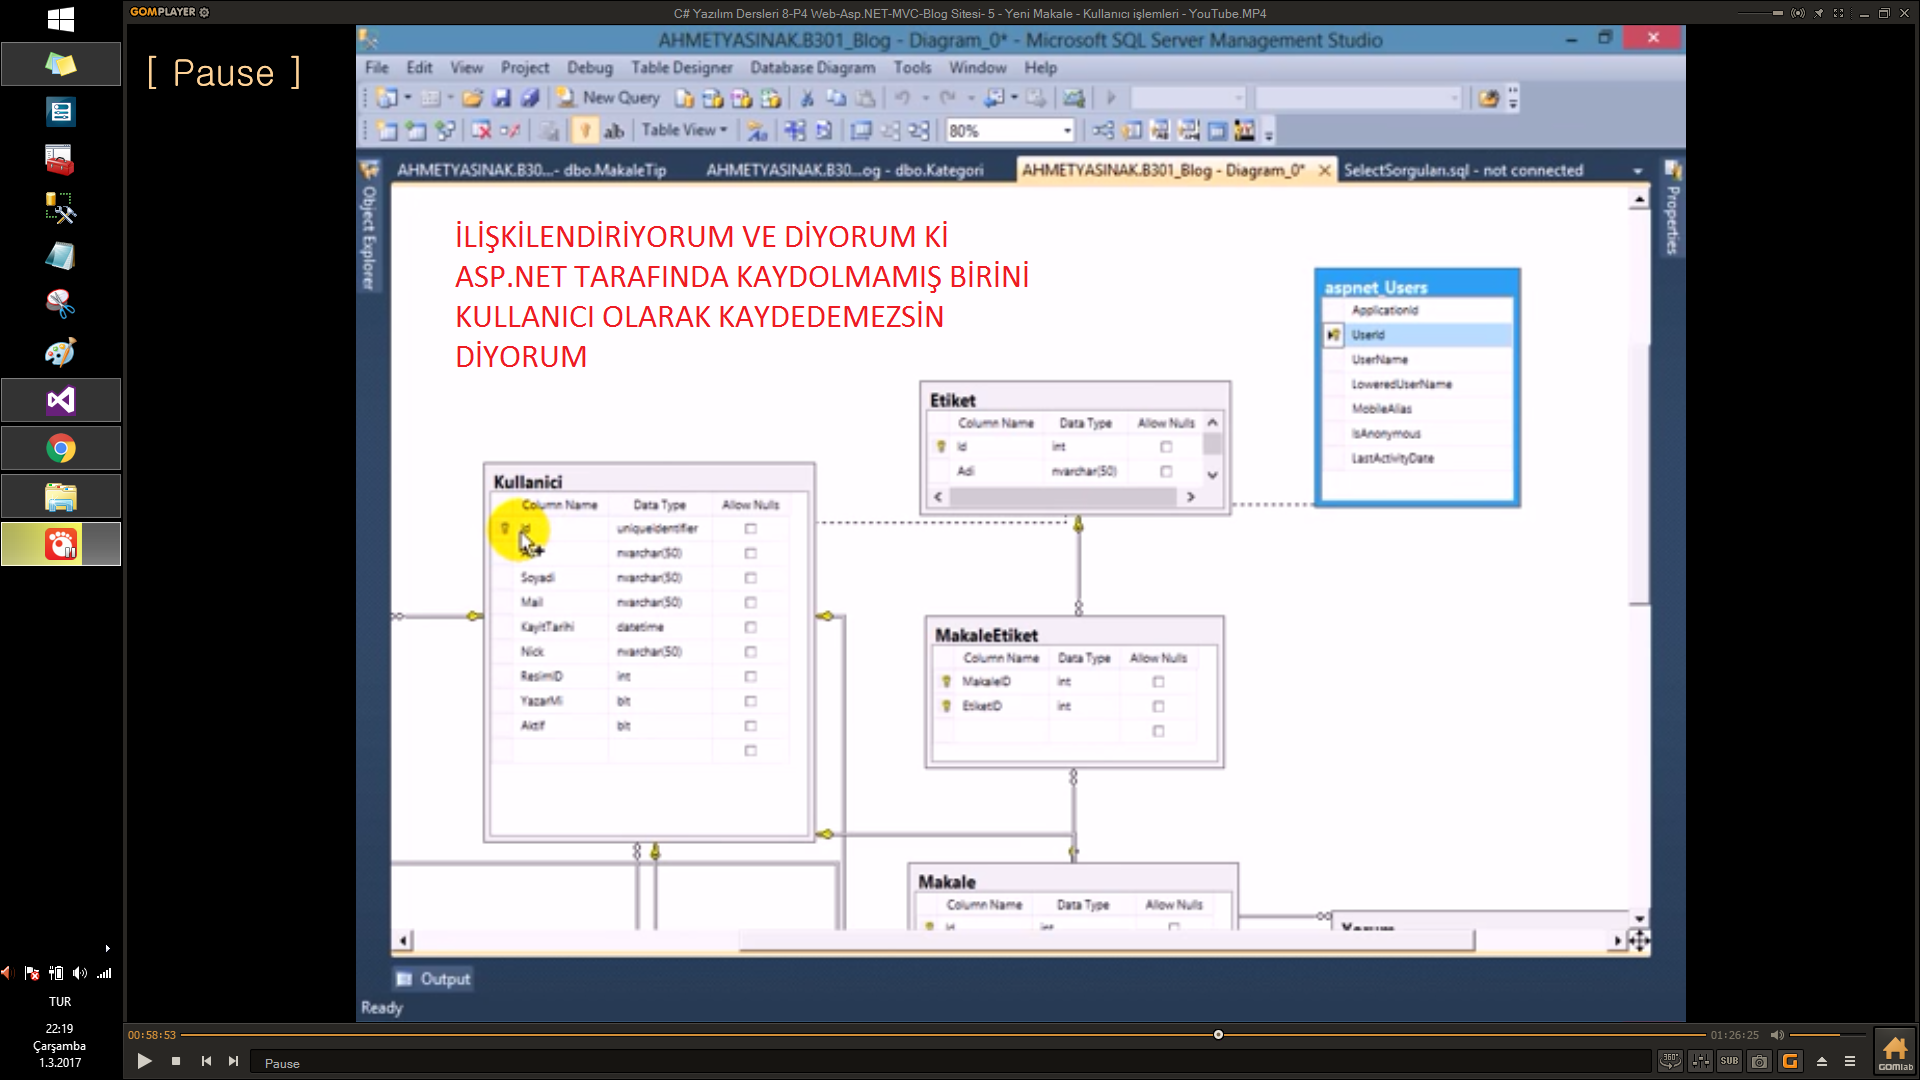 GOMPLAYER
C# Yazılım Dersleri 8-P4 Web-Asp.NET-MVC-Blog Sitesi- 5 - Yeni Makale - Kullanıcı işlemleri - YouTube.MP4
[ Pause ]
AHMETYASINAK.B301_Blog - Diagram_0* - Microsoft SQL Server Management Studio
File Edit View Project Debug Table Designer Database Diagram Tools Window Help
New Query
Table View 80%
AHMETYASINAK.B30...- dbo.MakaleTip AHMETYASINAK.B30...og - dbo.Kategori AHMETYASINAK.B301_Blog - Diagram_0* SelectSorgulari.sql - not connected
Object Explorer
Properties
İLİŞKİLENDİRİYORUM VE DİYORUM Kİ
ASP.NET TARAFINDA KAYDOLMAMIŞ BİRİNİ
KULLANICI OLARAK KAYDEDEMEZSİN
DİYORUM
aspnet_Users
ApplicationId
UserId
UserName
LoweredUserName
MobileAlias
IsAnonymous
LastActivityDate
Etiket
Column Name Data Type Allow Nulls
Id int
Adi nvarchar(50)
Kullanici
Column Name Data Type Allow Nulls
Id uniqueidentifier
nvarchar(50)
Soyadi nvarchar(50)
Mail nvarchar(50)
KayitTarihi datetime
Nick nvarchar(50)
ResimID int
YazarMi bit
Aktif bit
MakaleEtiket
Column Name Data Type Allow Nulls
MakaleID int
EtiketID int
Makale
Column Name Data Type Allow Nulls
Id int
Yorum
Output
Ready
TUR
22:19
Çarşamba
1.3.2017
00:58:53
01:26:25
Pause
360°
SUB
G
GOMlab